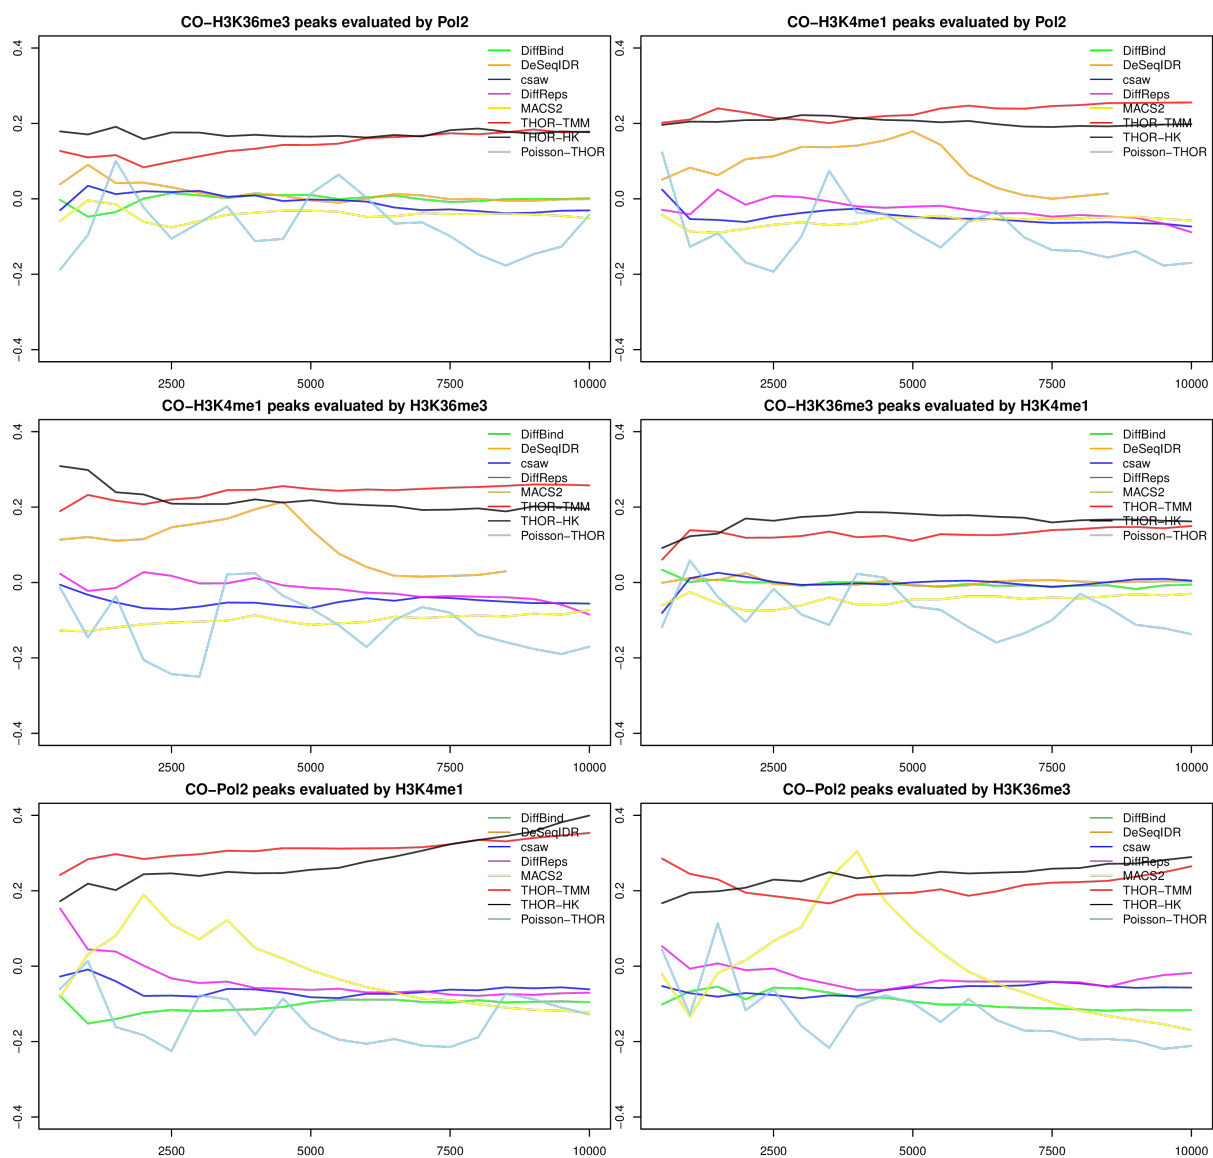 CO−H3K36me3 peaks evaluated by Pol2
0.4
0.2
0.0
−0.2
−0.4
DiffBind
DeSeqIDR
csaw
DiffReps
MACS2
THOR−TMM
THOR−HK
Poisson−THOR
2500
5000
7500
10000
CO−H3K4me1 peaks evaluated by Pol2
0.4
0.2
0.0
−0.2
−0.4
DiffBind
DeSeqIDR
csaw
DiffReps
MACS2
THOR−TMM
THOR−HK
Poisson−THOR
2500
5000
7500
10000
CO−H3K4me1 peaks evaluated by H3K36me3
0.4
0.2
0.0
−0.2
−0.4
DiffBind
DeSeqIDR
csaw
DiffReps
MACS2
THOR−TMM
THOR−HK
Poisson−THOR
2500
5000
7500
10000
CO−H3K36me3 peaks evaluated by H3K4me1
0.4
0.2
0.0
−0.2
−0.4
DiffBind
DeSeqIDR
csaw
DiffReps
MACS2
THOR−TMM
THOR−HK
Poisson−THOR
2500
5000
7500
10000
CO−Pol2 peaks evaluated by H3K4me1
0.4
0.2
0.0
−0.2
−0.4
DiffBind
DeSeqIDR
csaw
DiffReps
MACS2
THOR−TMM
THOR−HK
Poisson−THOR
2500
5000
7500
10000
CO−Pol2 peaks evaluated by H3K36me3
0.4
0.2
0.0
−0.2
−0.4
DiffBind
DeSeqIDR
csaw
DiffReps
MACS2
THOR−TMM
THOR−HK
Poisson−THOR
2500
5000
7500
10000